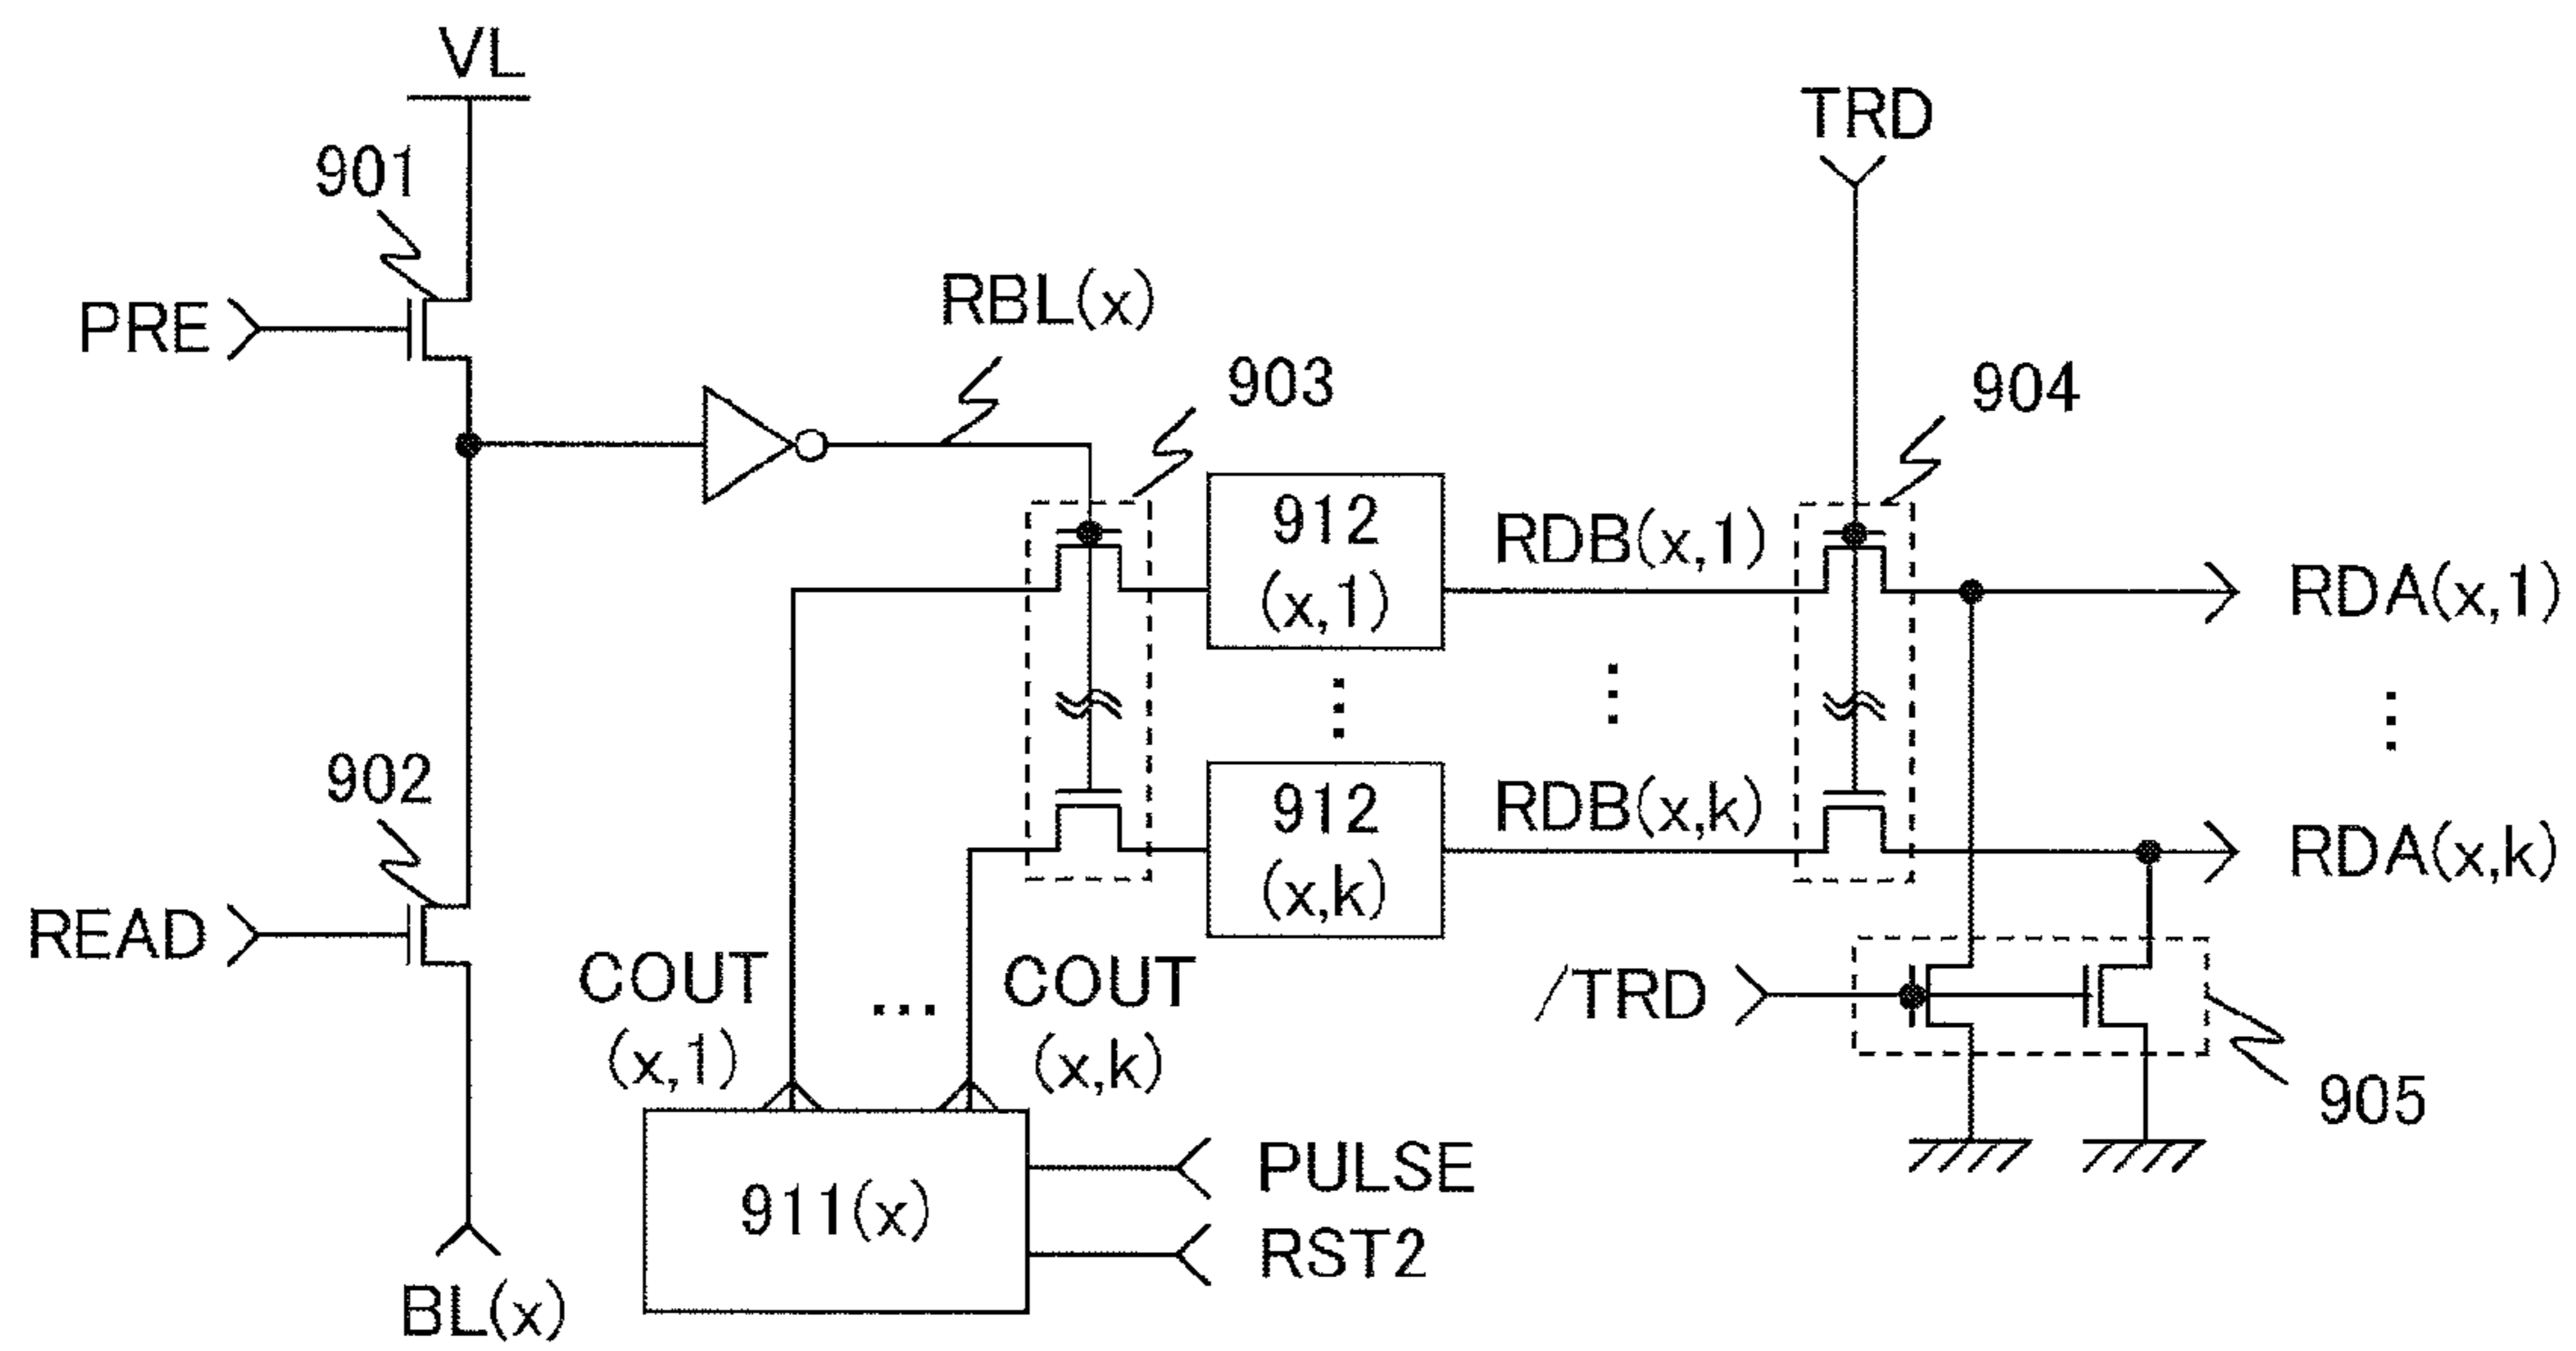 VL
TRD
901
PRE
RBL(x)
903
904
912
(x,1)
RDB(x,1)
RDA(x,1)
⋮
⋮
⋮
902
912
(x,k)
RDB(x,k)
RDA(x,k)
READ
COUT
(x,1)
...
COUT
(x,k)
/TRD
905
911(x)
PULSE
RST2
BL(x)